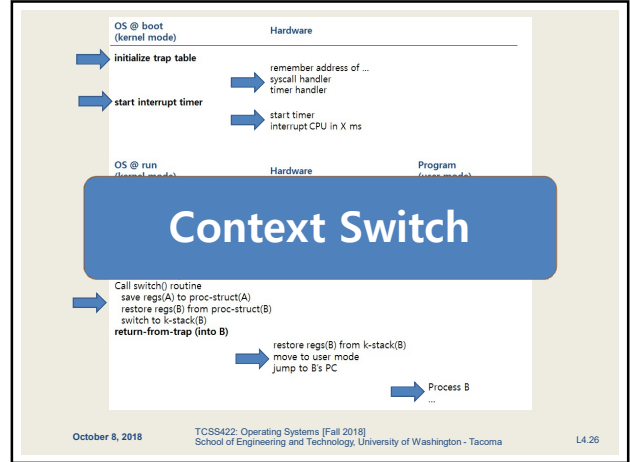 OS @ boot
(kernel mode)
Hardware
initialize trap table
remember address of ...
syscall handler
timer handler
start interrupt timer
start timer
interrupt CPU in X ms
OS @ run
(kernel mode)
Hardware
Program
(user mode)
Context Switch
Call switch() routine
save regs(A) to proc-struct(A)
restore regs(B) from proc-struct(B)
switch to k-stack(B)
return-from-trap (into B)
restore regs(B) from k-stack(B)
move to user mode
jump to B's PC
Process B
...
October 8, 2018
TCSS422: Operating Systems [Fall 2018]
School of Engineering and Technology, University of Washington - Tacoma
L4.26